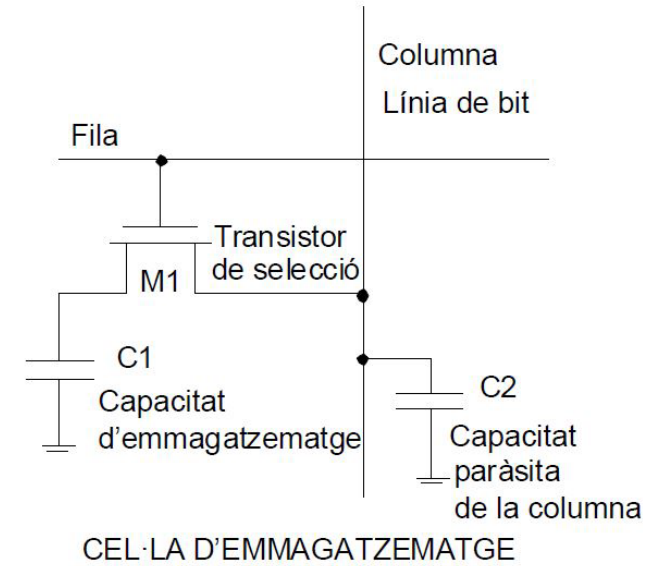 Columna
Línia de bit
Fila
Transistor
de selecció
M1
C1
Capacitat
d'emmagatzematge
C2
Capacitat
paràsita
de la columna
CEL·LA D'EMMAGATZEMATGE